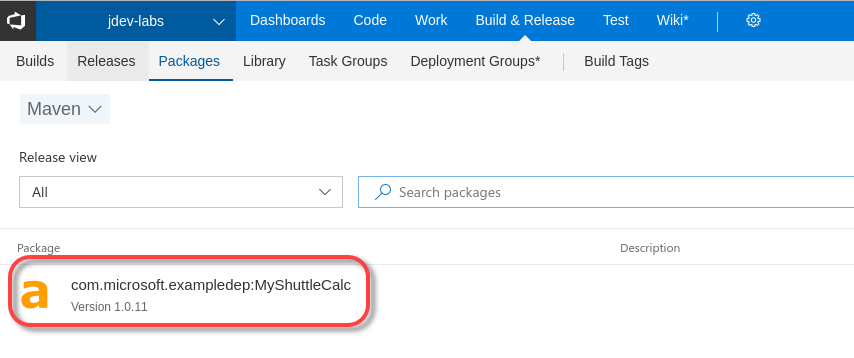 jdev-labs Dashboards Code Work Build & Release Test Wiki*
Builds Releases Packages Library Task Groups Deployment Groups* Build Tags
Maven
Release view
All Search packages
Package Description
a com.microsoft.exampledep:MyShuttleCalc
Version 1.0.11